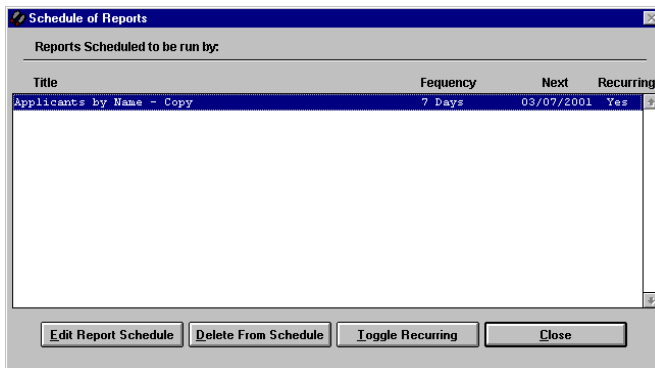 Schedule of Reports
Reports Scheduled to be run by:
Title Fequency Next Recurring
Applicants by Name - Copy 7 Days 03/07/2001 Yes
Edit Report Schedule Delete From Schedule Toggle Recurring Close